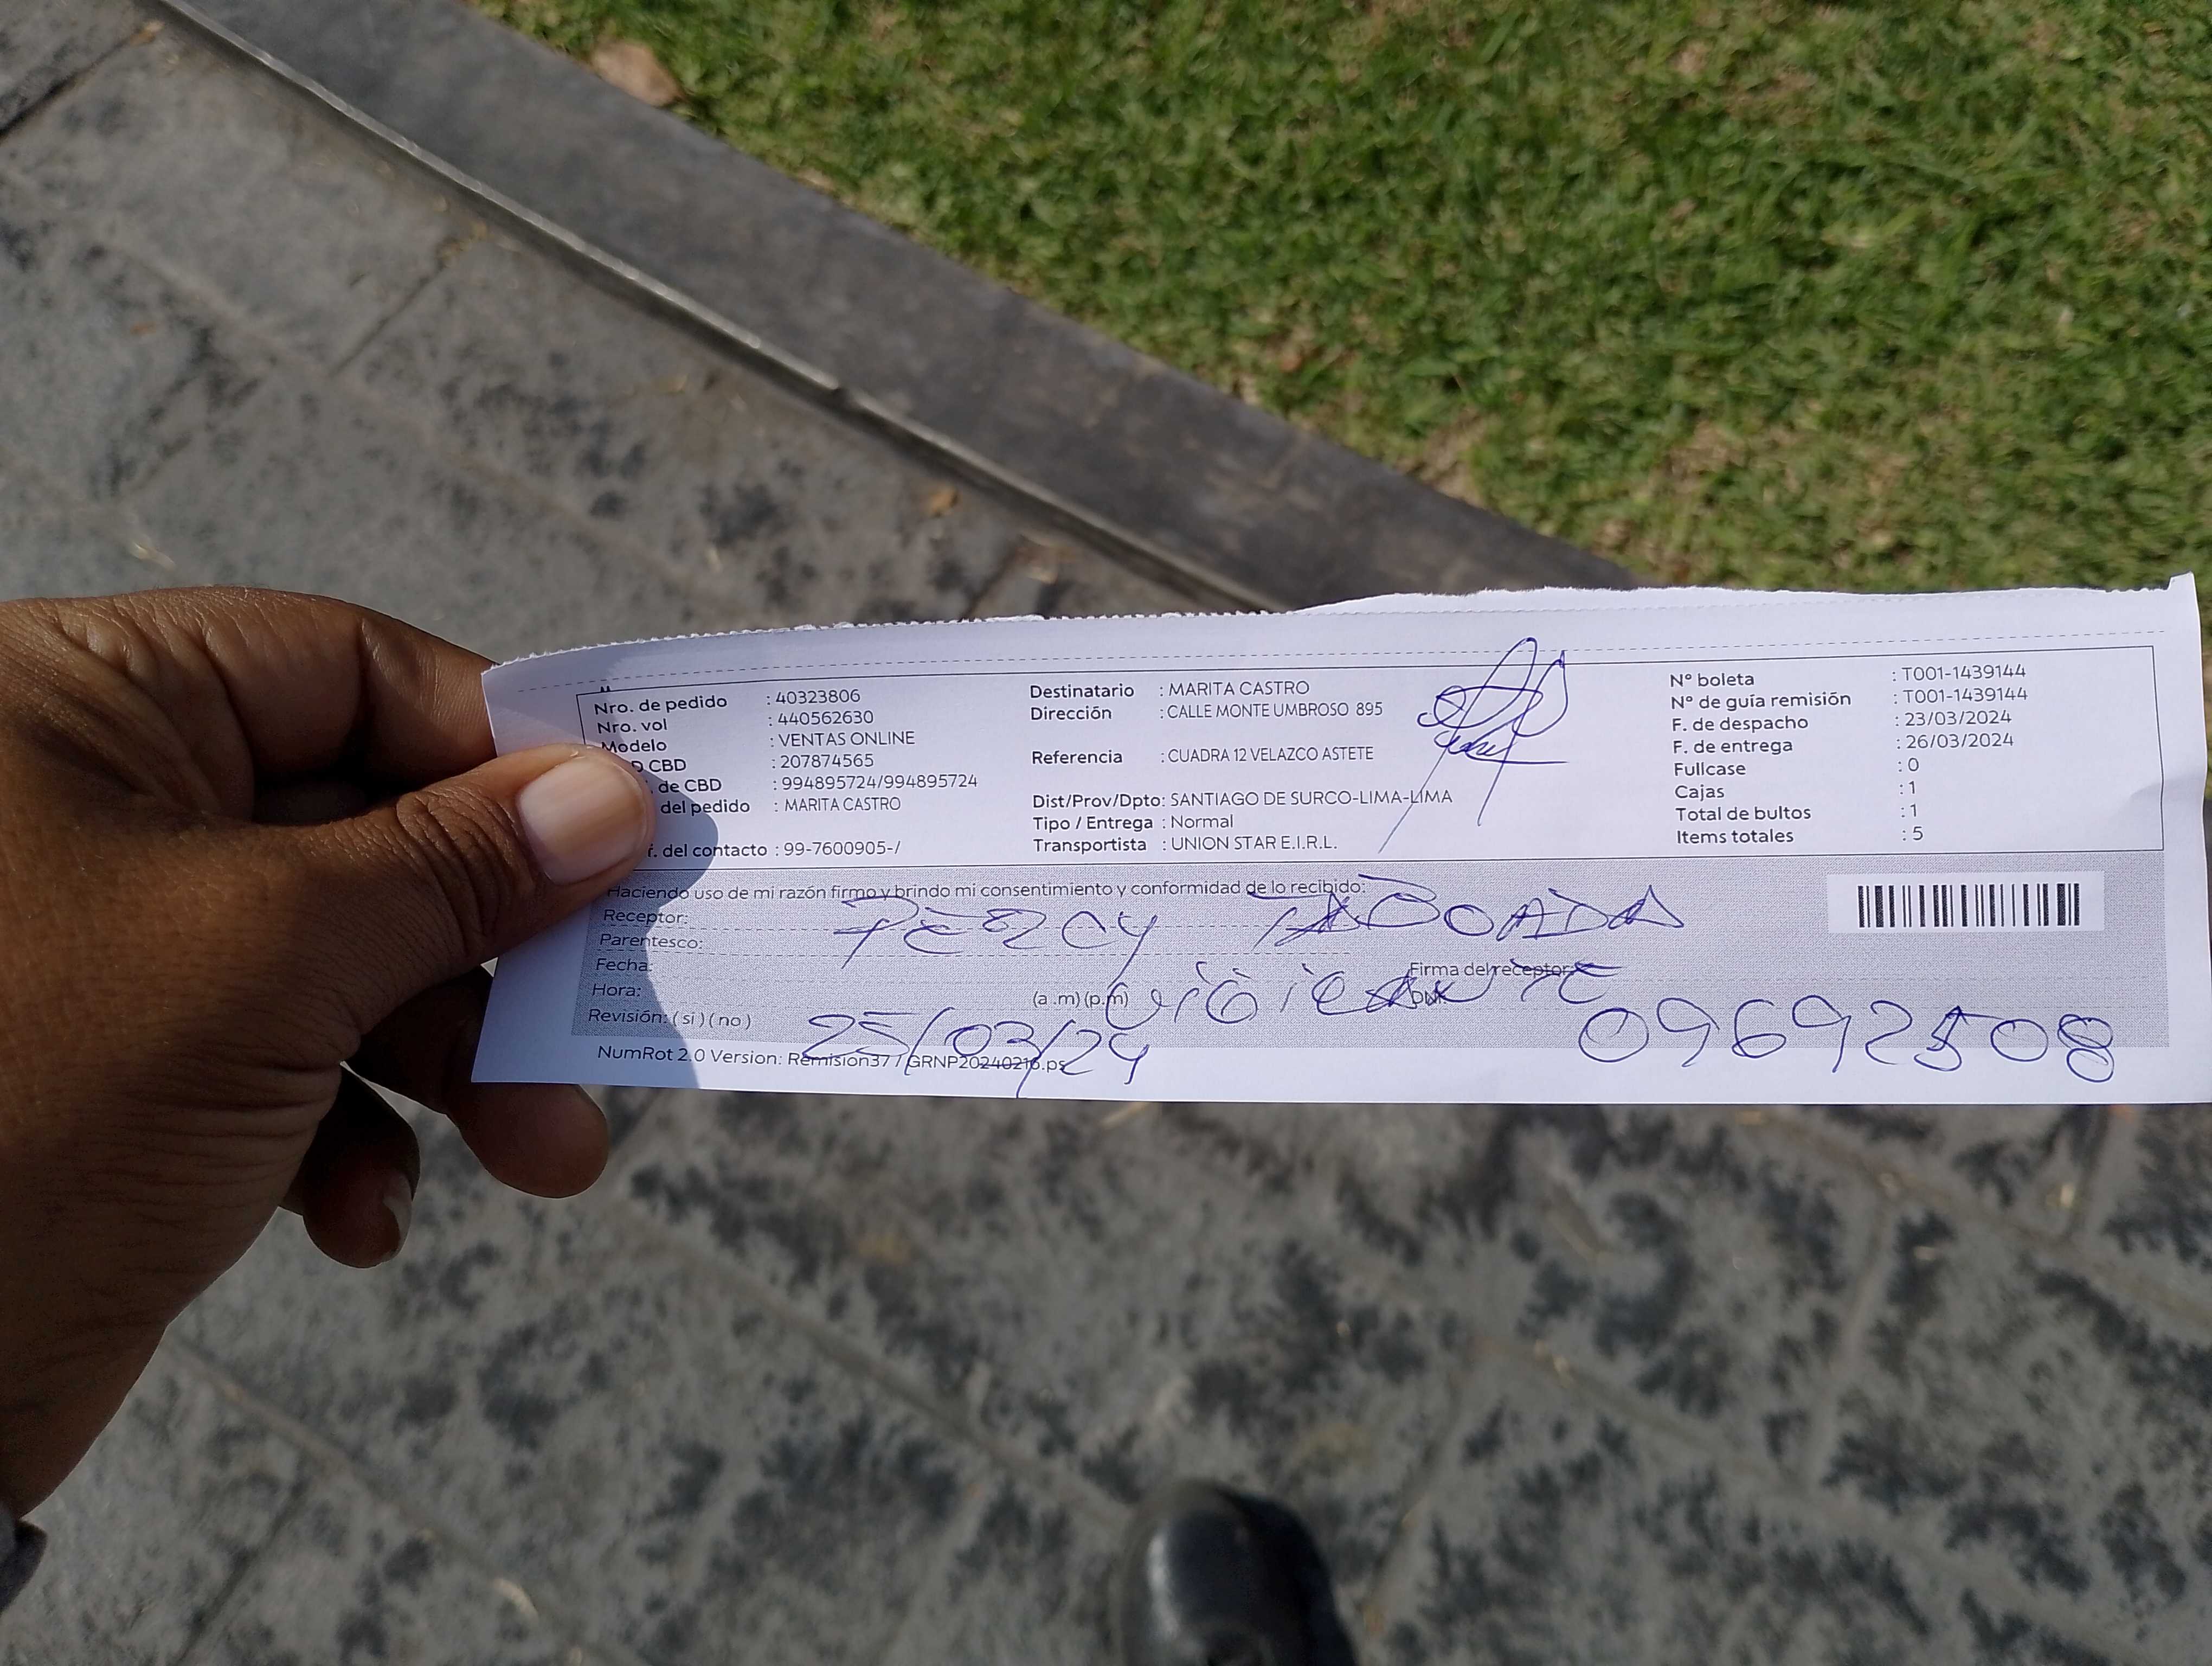 Nro. de pedido : 40323806
Nro. vol : 440562630
Modelo : VENTAS ONLINE
CBD : 207874565
de CBD : 994895724/994895724
del pedido : MARITA CASTRO
del contacto : 99-7600905-/
Destinatario : MARITA CASTRO
Dirección : CALLE MONTE UMBROSO 895
Referencia : CUADRA 12 VELAZCO ASTETE
Dist/Prov/Dpto: SANTIAGO DE SURCO-LIMA-LIMA
Tipo / Entrega : Normal
Transportista : UNION STAR E.I.R.L.
Nº boleta : T001-1439144
Nº de guía remisión : T001-1439144
F. de despacho : 23/03/2024
F. de entrega : 26/03/2024
Fullcase : 0
Cajas : 1
Total de bultos : 1
Items totales : 5
Haciendo uso de mi razón firmo y brindo mi consentimiento y conformidad de lo recibido:
Receptor: PERCY TABOADA
Parentesco:
Fecha: Firma del receptor:
Hora: (a .m) (p.m) VIGILANTE DNI:
Revisión: ( si ) ( no ) 25/03/24 09692508
NumRot 2.0 Version: Remision37 / GRNP20240216.ps